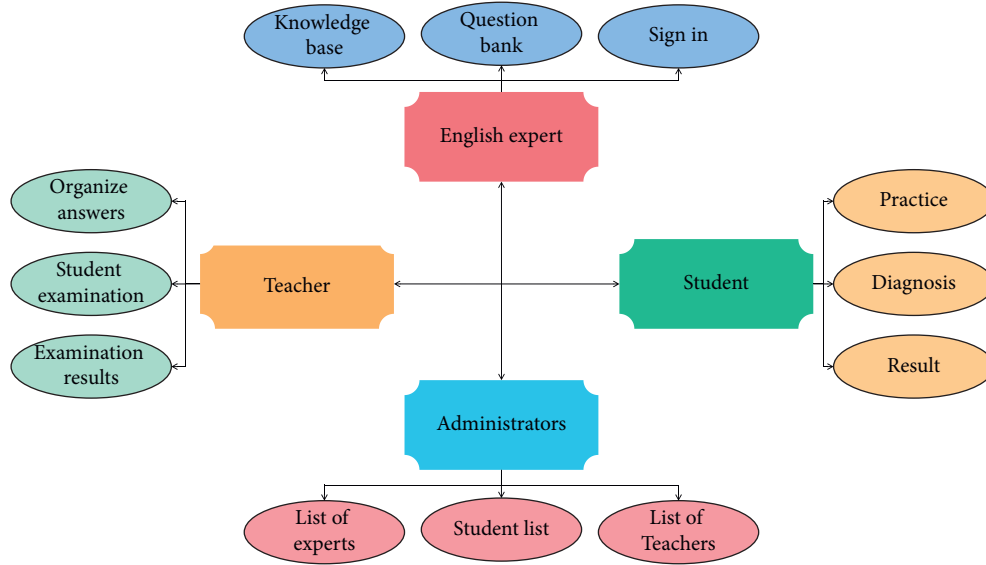 Knowledge
base
Question
bank
Sign in
English expert
Organize
answers
Student
examination
Examination
results
Teacher
Student
Practice
Diagnosis
Result
Administrators
List of
experts
Student list
List of
Teachers